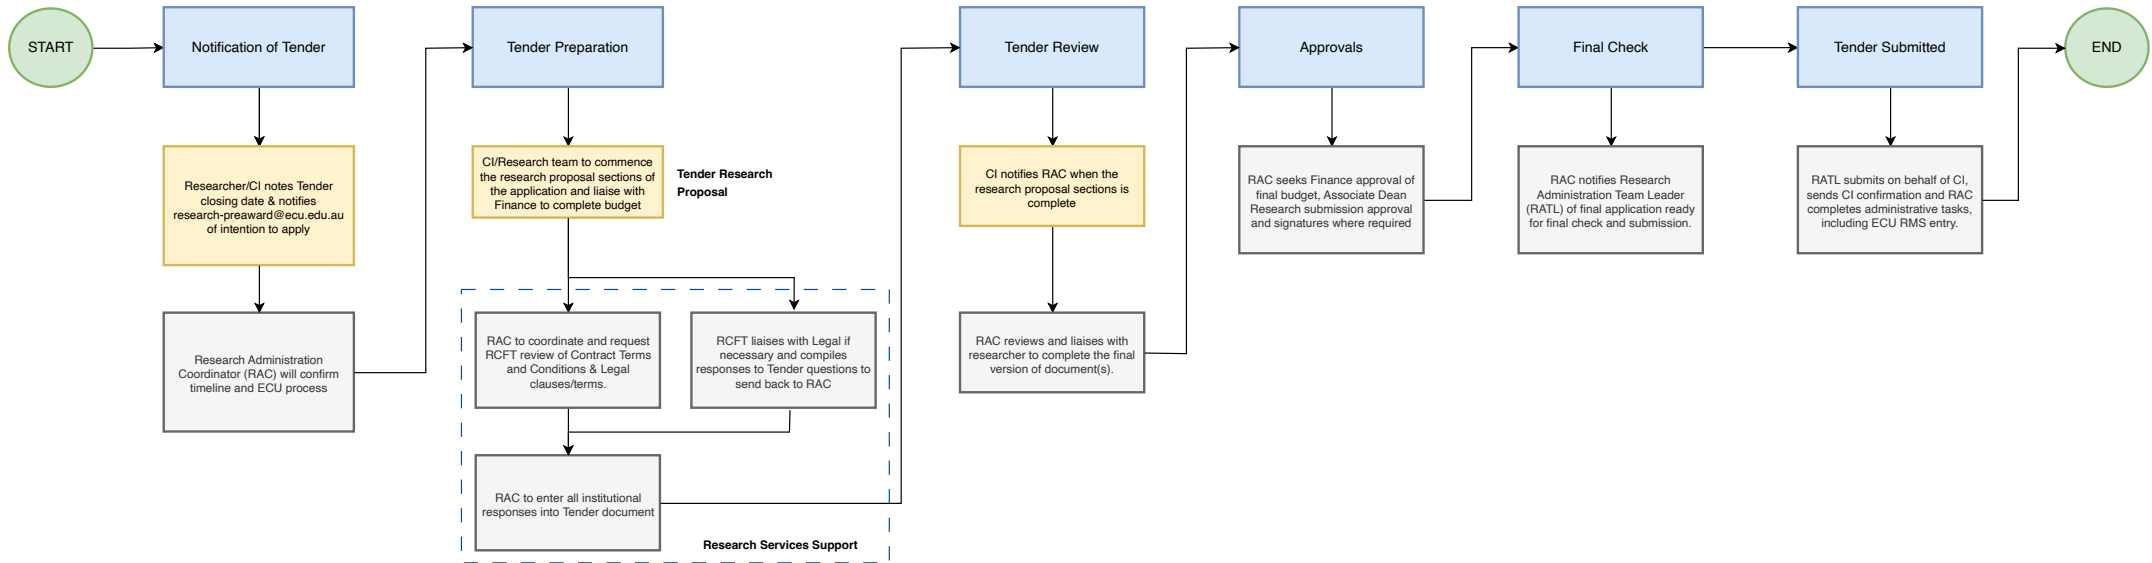 START
Notification of Tender
Tender Preparation
Tender Review
Approvals
Final Check
Tender Submitted
END
Researcher/CI notes Tender
closing date & notifies
research-preaward@ecu.edu.au
of intention to apply
CI/Research team to commence
the research proposal sections of
the application and liaise with
Finance to complete budget
Tender Research
Proposal
CI notifies RAC when the
research proposal sections is
complete
RAC seeks Finance approval of
final budget, Associate Dean
Research submission approval
and signatures where required
RAC notifies Research
Administration Team Leader
(RATL) of final application ready
for final check and submission.
RATL submits on behalf of CI,
sends CI confirmation and RAC
completes administrative tasks,
including ECU RMS entry.
Research Administration
Coordinator (RAC) will confirm
timeline and ECU process
RAC to coordinate and request
RCFT review of Contract Terms
and Conditions & Legal
clauses/terms.
RCFT liaises with Legal if
necessary and compiles
responses to Tender questions to
send back to RAC
RAC reviews and liaises with
researcher to complete the final
version of document(s).
RAC to enter all institutional
responses into Tender document
Research Services Support